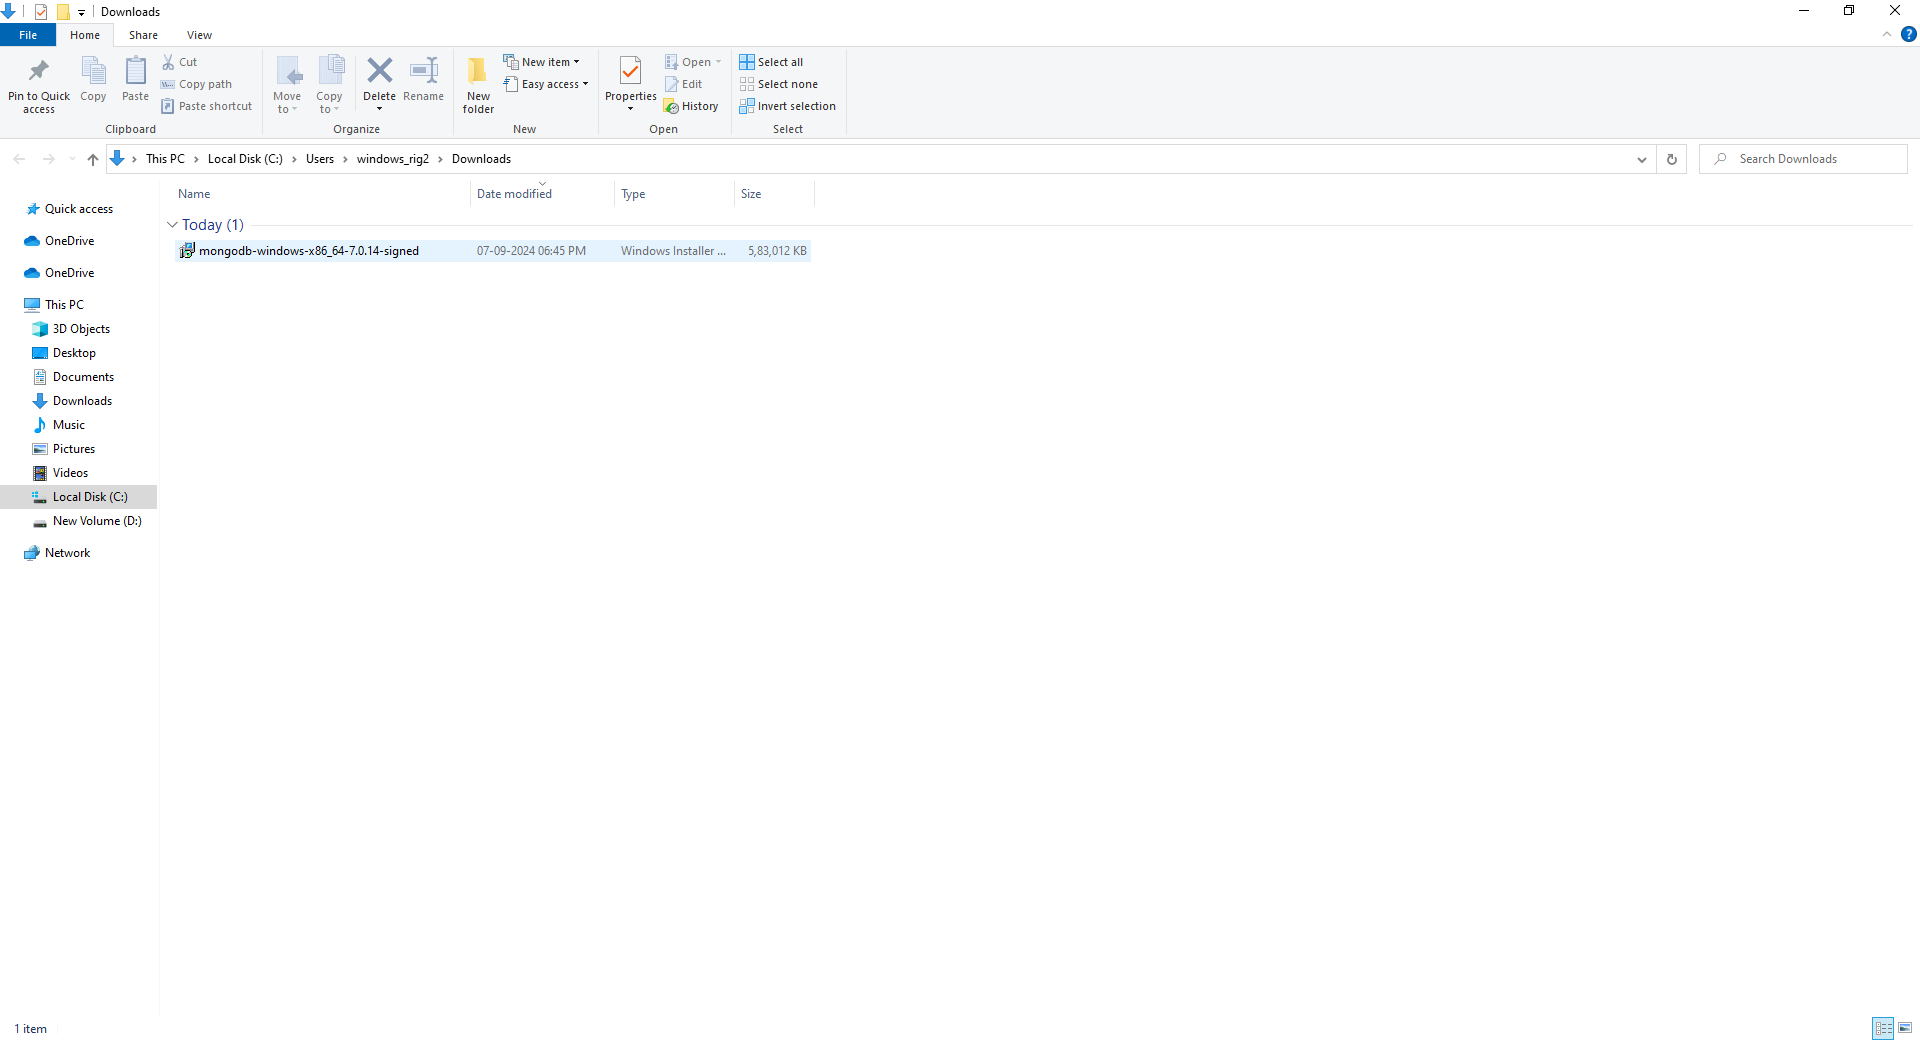 Downloads
File Home Share View
Pin to Quick access
Copy
Paste
Cut
Copy path
Paste shortcut
Clipboard
Move to
Copy to
Delete
Rename
Organize
New folder
New item
Easy access
New
Properties
Open
Edit
History
Open
Select all
Select none
Invert selection
Select
This PC Local Disk (C:) Users windows_rig2 Downloads
Search Downloads
Name Date modified Type Size
Today (1)
mongodb-windows-x86_64-7.0.14-signed 07-09-2024 06:45 PM Windows Installer ... 5,83,012 KB
Quick access
OneDrive
OneDrive
This PC
3D Objects
Desktop
Documents
Downloads
Music
Pictures
Videos
Local Disk (C:)
New Volume (D:)
Network
1 item